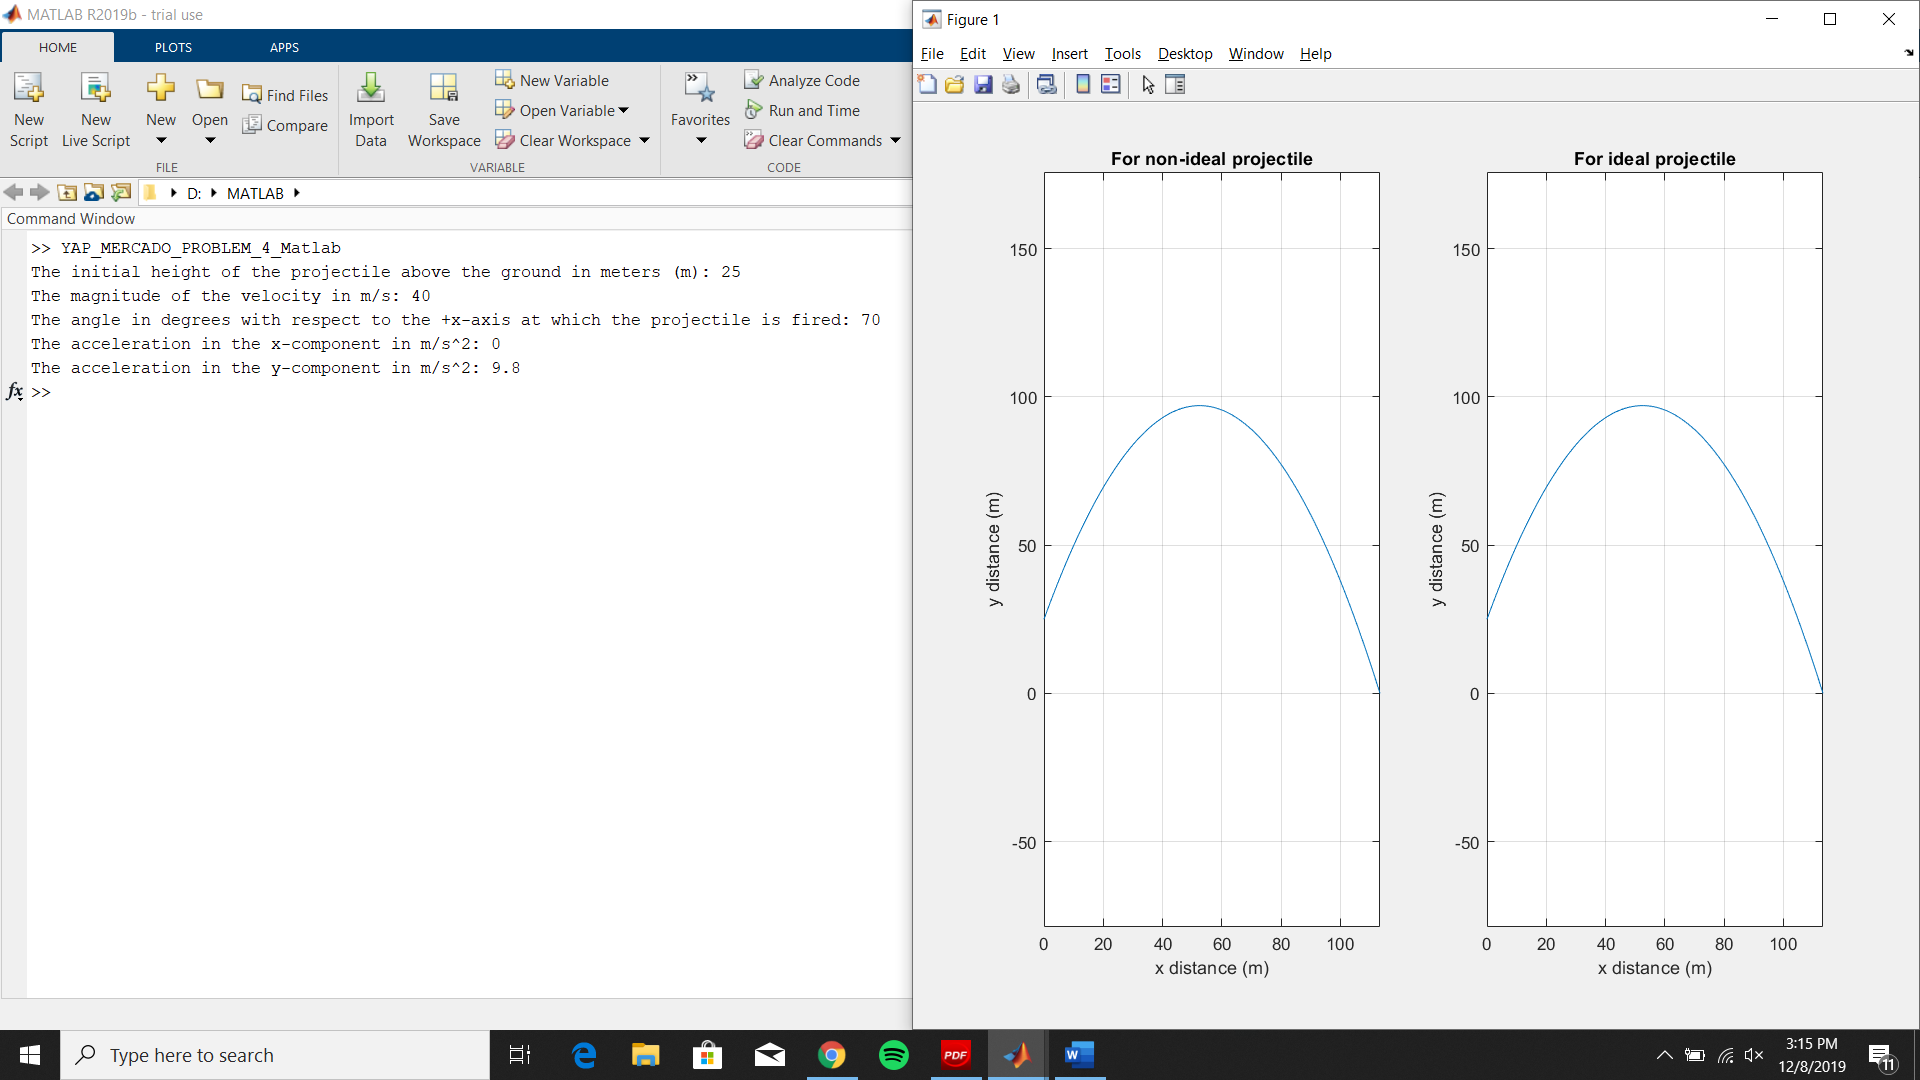 MATLAB R2019b - trial use
HOME PLOTS APPS
New Script
New Live Script
New
Open
Find Files
Compare
FILE
Import Data
Save Workspace
New Variable
Open Variable
Clear Workspace
VARIABLE
Favorites
Analyze Code
Run and Time
Clear Commands
CODE
D: MATLAB
Command Window
>> YAP_MERCADO_PROBLEM_4_Matlab
The initial height of the projectile above the ground in meters (m): 25
The magnitude of the velocity in m/s: 40
The angle in degrees with respect to the +x-axis at which the projectile is fired: 70
The acceleration in the x-component in m/s^2: 0
The acceleration in the y-component in m/s^2: 9.8
fx >>
Figure 1
File Edit View Insert Tools Desktop Window Help
For non-ideal projectile
150
100
50
0
-50
y distance (m)
0 20 40 60 80 100
x distance (m)
For ideal projectile
150
100
50
0
-50
y distance (m)
0 20 40 60 80 100
x distance (m)
Type here to search
PDF
W
3:15 PM
12/8/2019
11